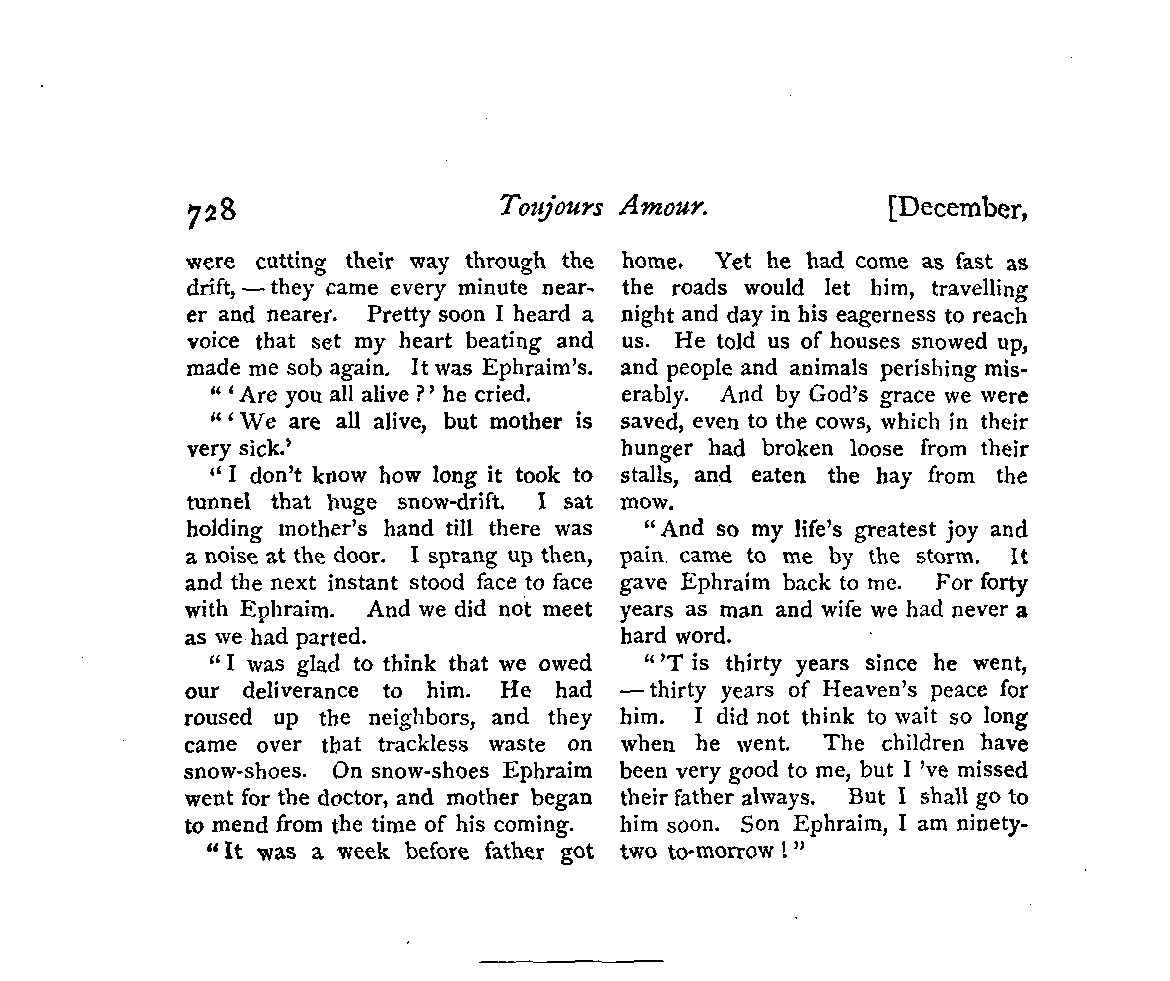 728 Toujours Amour. [December,
were cutting their way through the
drift, — they came every minute near-
er and nearer. Pretty soon I heard a
voice that set my heart beating and
made me sob again. It was Ephraim's.
" 'Are you all alive?' he cried.
" 'We are all alive, but mother is
very sick.'
"I don't know how long it took to
tunnel that huge snow-drift. I sat
holding mother's hand till there was
a noise at the door. I sprang up then,
and the next instant stood face to face
with Ephraim. And we did not meet
as we had parted.
"I was glad to think that we owed
our deliverance to him. He had
roused up the neighbors, and they
came over that trackless waste on
snow-shoes. On snow-shoes Ephraim
went for the doctor, and mother began
to mend from the time of his coming.
"It was a week before father got
home. Yet he had come as fast as
the roads would let him, travelling
night and day in his eagerness to reach
us. He told us of houses snowed up,
and people and animals perishing mis-
erably. And by God's grace we were
saved, even to the cows, which in their
hunger had broken loose from their
stalls, and eaten the hay from the
mow.
"And so my life's greatest joy and
pain came to me by the storm. It
gave Ephraim back to me. For forty
years as man and wife we had never a
hard word.
"'T is thirty years since he went,
— thirty years of Heaven's peace for
him. I did not think to wait so long
when he went. The children have
been very good to me, but I 've missed
their father always. But I shall go to
him soon. Son Ephraim, I am ninety-
two to-morrow!"